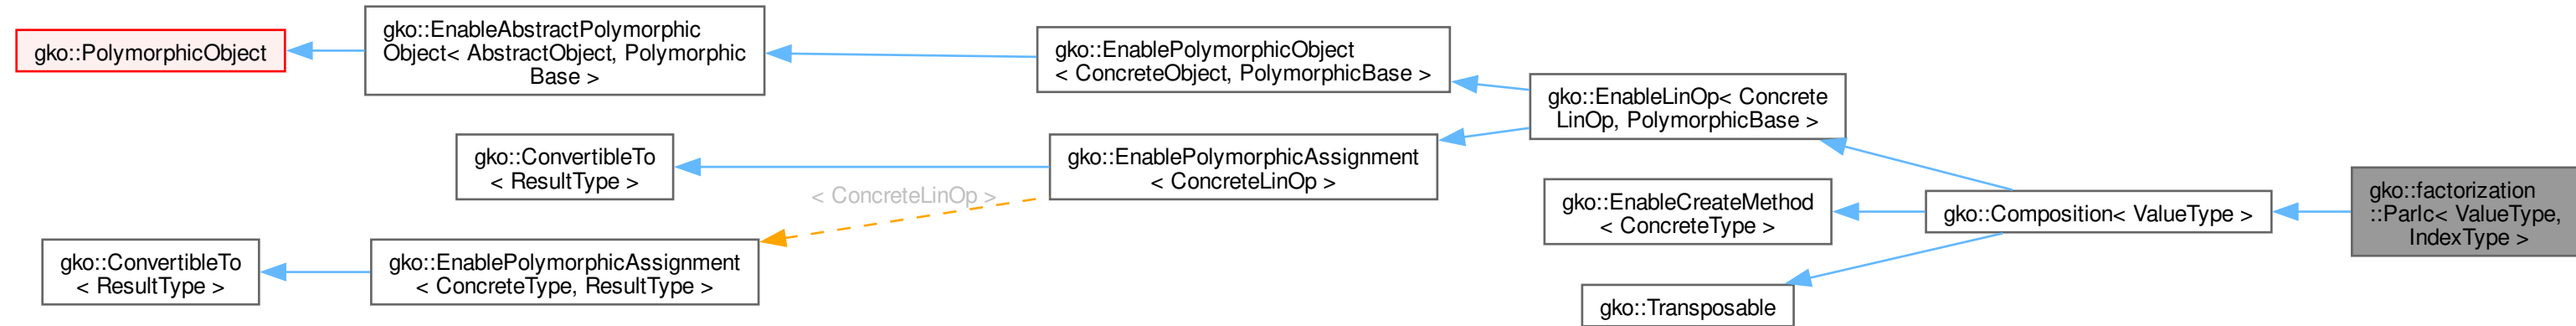 gko::PolymorphicObject
gko::EnableAbstractPolymorphic
Object< AbstractObject, Polymorphic
Base >
gko::EnablePolymorphicObject
< ConcreteObject, PolymorphicBase >
gko::EnableLinOp< Concrete
LinOp, PolymorphicBase >
gko::ConvertibleTo
< ResultType >
gko::EnablePolymorphicAssignment
< ConcreteLinOp >
< ConcreteLinOp >
gko::EnableCreateMethod
< ConcreteType >
gko::Composition< ValueType >
gko::factorization
::ParIc< ValueType,
IndexType >
gko::ConvertibleTo
< ResultType >
gko::EnablePolymorphicAssignment
< ConcreteType, ResultType >
gko::Transposable